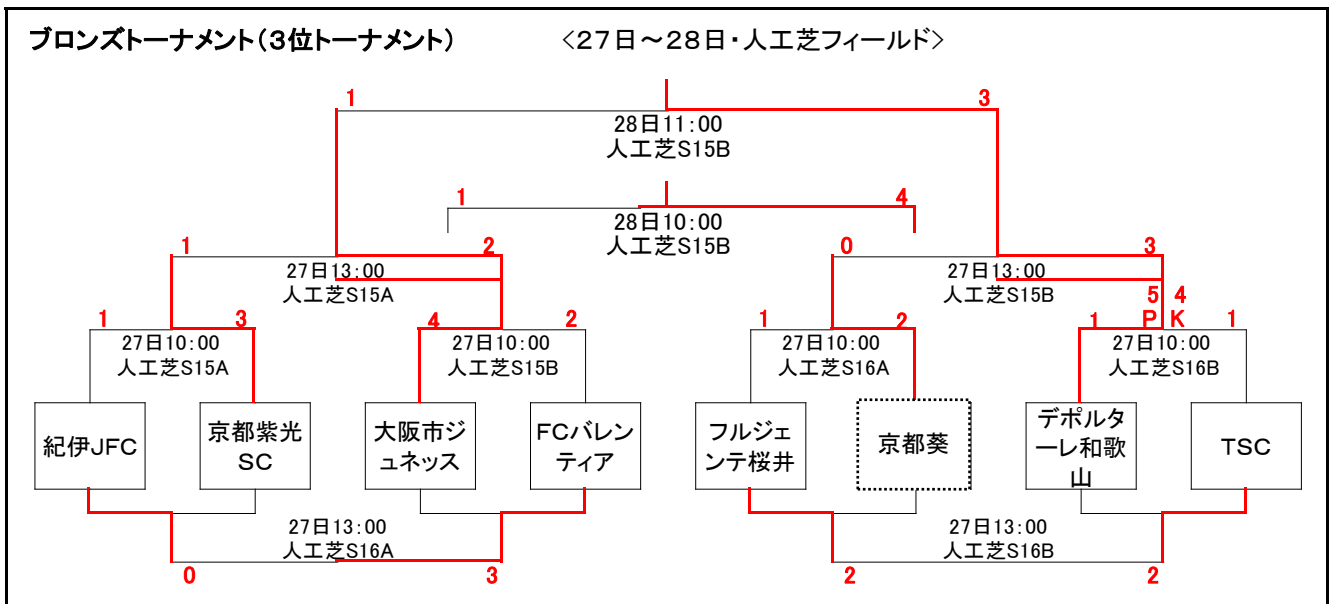 ブロンズトーナメント(3位トーナメント) <27日～28日・人工芝フィールド>
1 3
28日11:00
人工芝S15B
1 4
28日10:00
人工芝S15B
1 2 0 3
27日13:00 27日13:00
人工芝S15A 人工芝S15B
5 4
1 3 4 2 1 2 1 P K 1
27日10:00 27日10:00 27日10:00 27日10:00
人工芝S15A 人工芝S15B 人工芝S16A 人工芝S16B
紀伊JFC
京都紫光
SC
大阪市ジ
ュネッス
FCバレン
ティア
フルジェ
ンテ桜井
京都葵
デポルタ
ーレ和歌
山
TSC
27日13:00 27日13:00
人工芝S16A 人工芝S16B
0 3 2 2